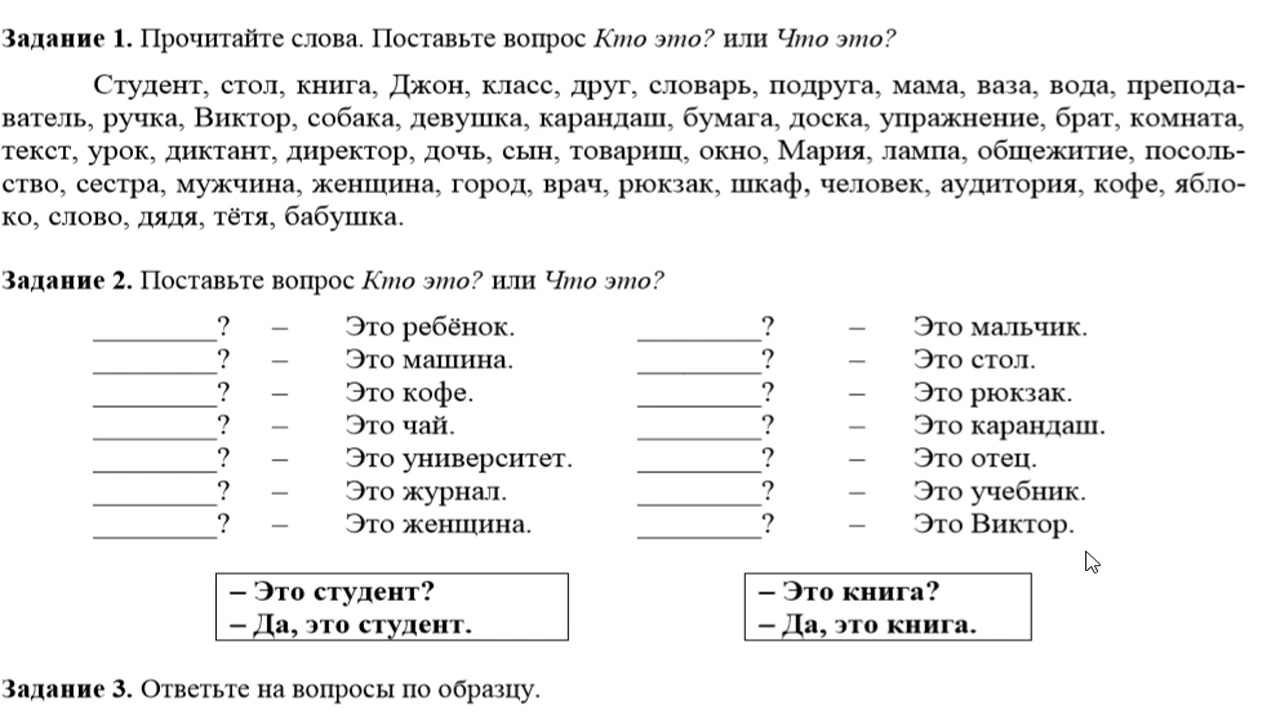 Задание 1. Прочитайте слова. Поставьте вопрос Кто это? или Что это?
Студент, стол, книга, Джон, класс, друг, словарь, подруга, мама, ваза, вода, препода-
ватель, ручка, Виктор, собака, девушка, карандаш, бумага, доска, упражнение, брат, комната,
текст, урок, диктант, директор, дочь, сын, товарищ, окно, Мария, лампа, общежитие, посоль-
ство, сестра, мужчина, женщина, город, врач, рюкзак, шкаф, человек, аудитория, кофе, ябло-
ко, слово, дядя, тётя, бабушка.
Задание 2. Поставьте вопрос Кто это? или Что это?
_________? – Это ребёнок. _________? – Это мальчик.
_________? – Это машина. _________? – Это стол.
_________? – Это кофе. _________? – Это рюкзак.
_________? – Это чай. _________? – Это карандаш.
_________? – Это университет. _________? – Это отец.
_________? – Это журнал. _________? – Это учебник.
_________? – Это женщина. _________? – Это Виктор.
– Это студент? – Это книга?
– Да, это студент. – Да, это книга.
Задание 3. Ответьте на вопросы по образцу.